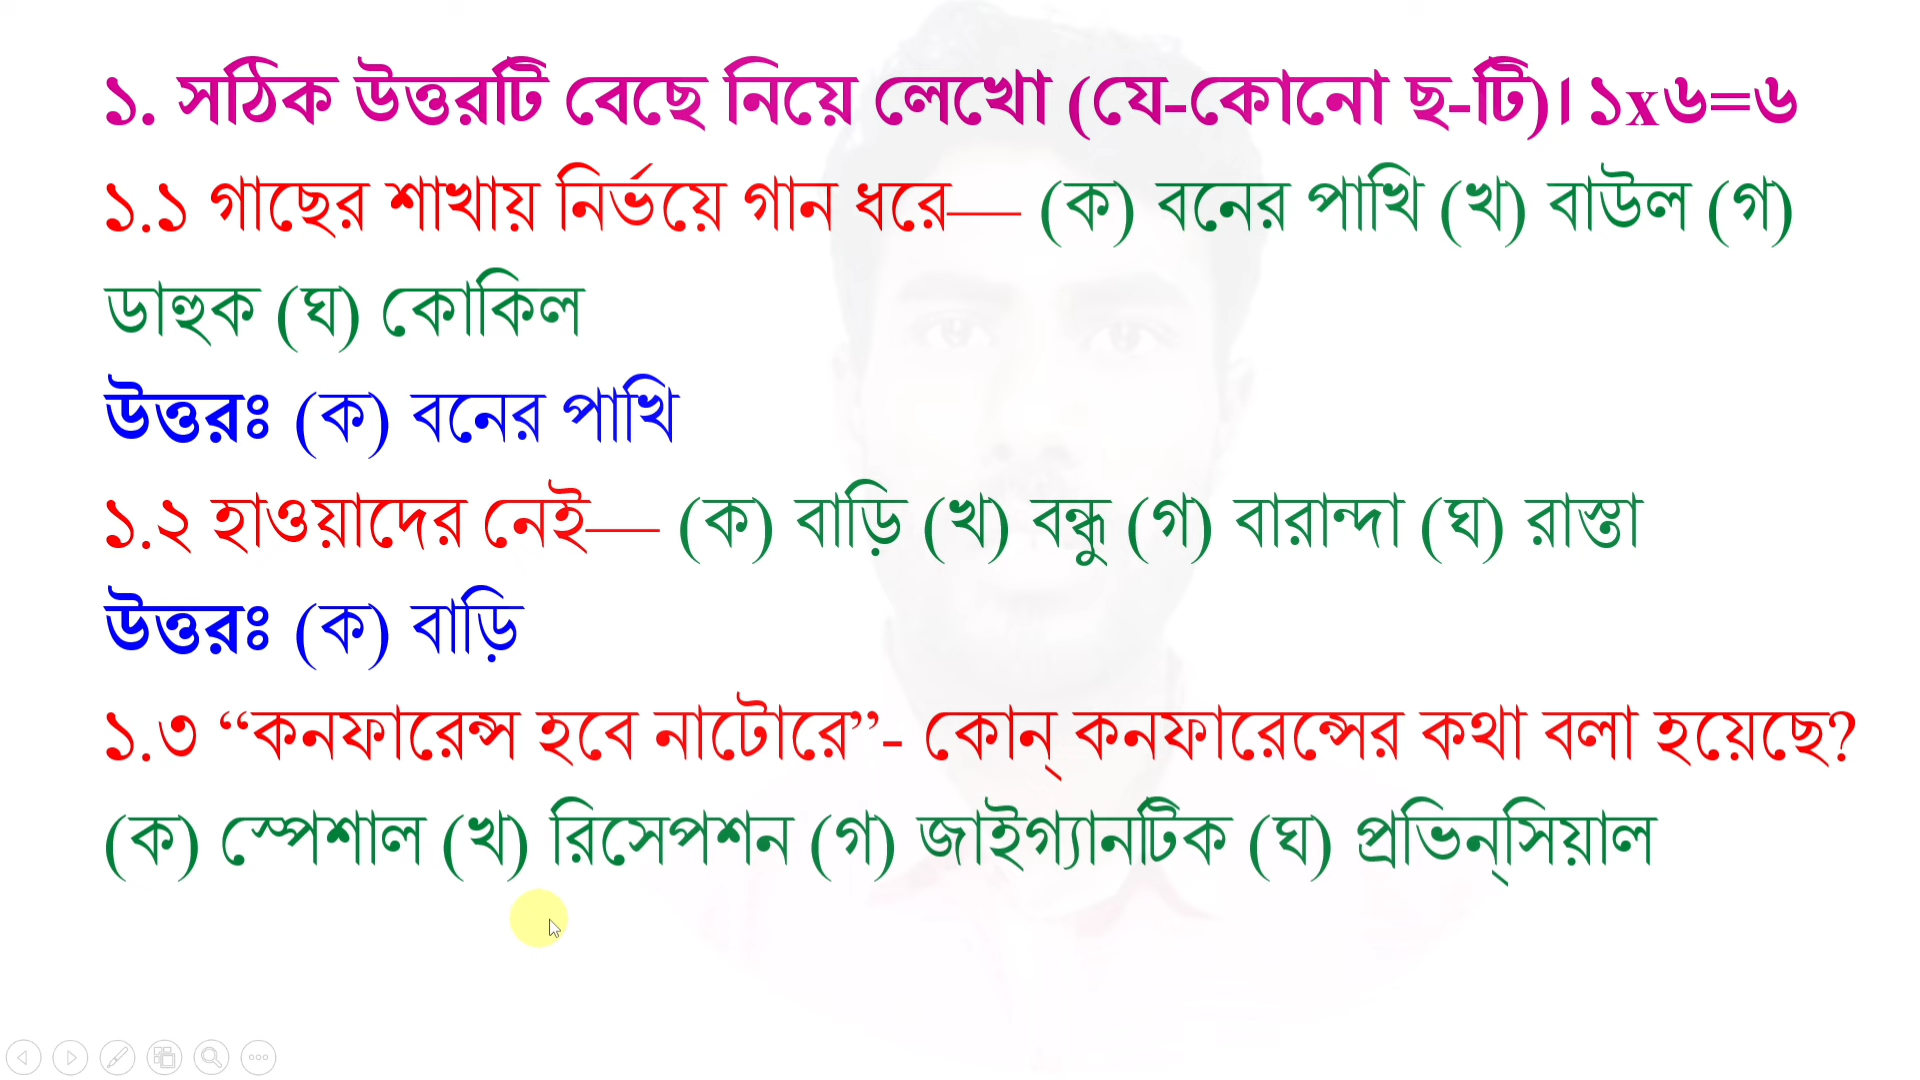 ১. সঠিক উত্তরটি বেছে নিয়ে লেখো (যে-কোনো ছ-টি)। ১x৬=৬
১.১ গাছের শাখায় নির্ভয়ে গান ধরে— (ক) বনের পাখি (খ) বাউল (গ)
ডাহুক (ঘ) কোকিল
উত্তরঃ (ক) বনের পাখি
১.২ হাওয়াদের নেই— (ক) বাড়ি (খ) বন্ধু (গ) বারান্দা (ঘ) রাস্তা
উত্তরঃ (ক) বাড়ি
১.৩ “কনফারেন্স হবে নাটোরে”- কোন্ কনফারেন্সের কথা বলা হয়েছে?
(ক) স্পেশাল (খ) রিসেপশন (গ) জাইগ্যানটিক (ঘ) প্রভিন্‌সিয়াল